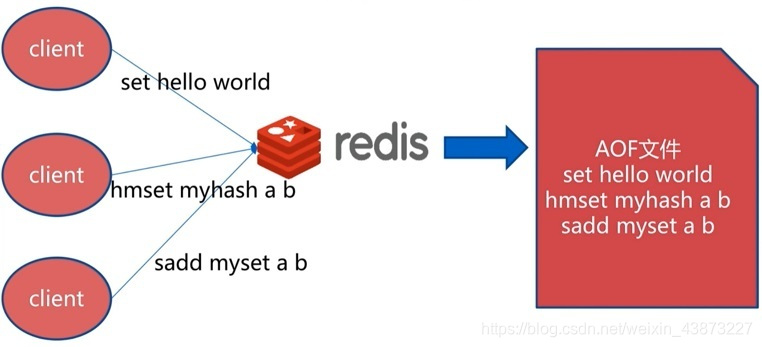 client
set hello world
client
hmset myhash a b
sadd myset a b
client
redis
AOF文件
set hello world
hmset myhash a b
sadd myset a b
https://blog.csdn.net/weixin_43873227